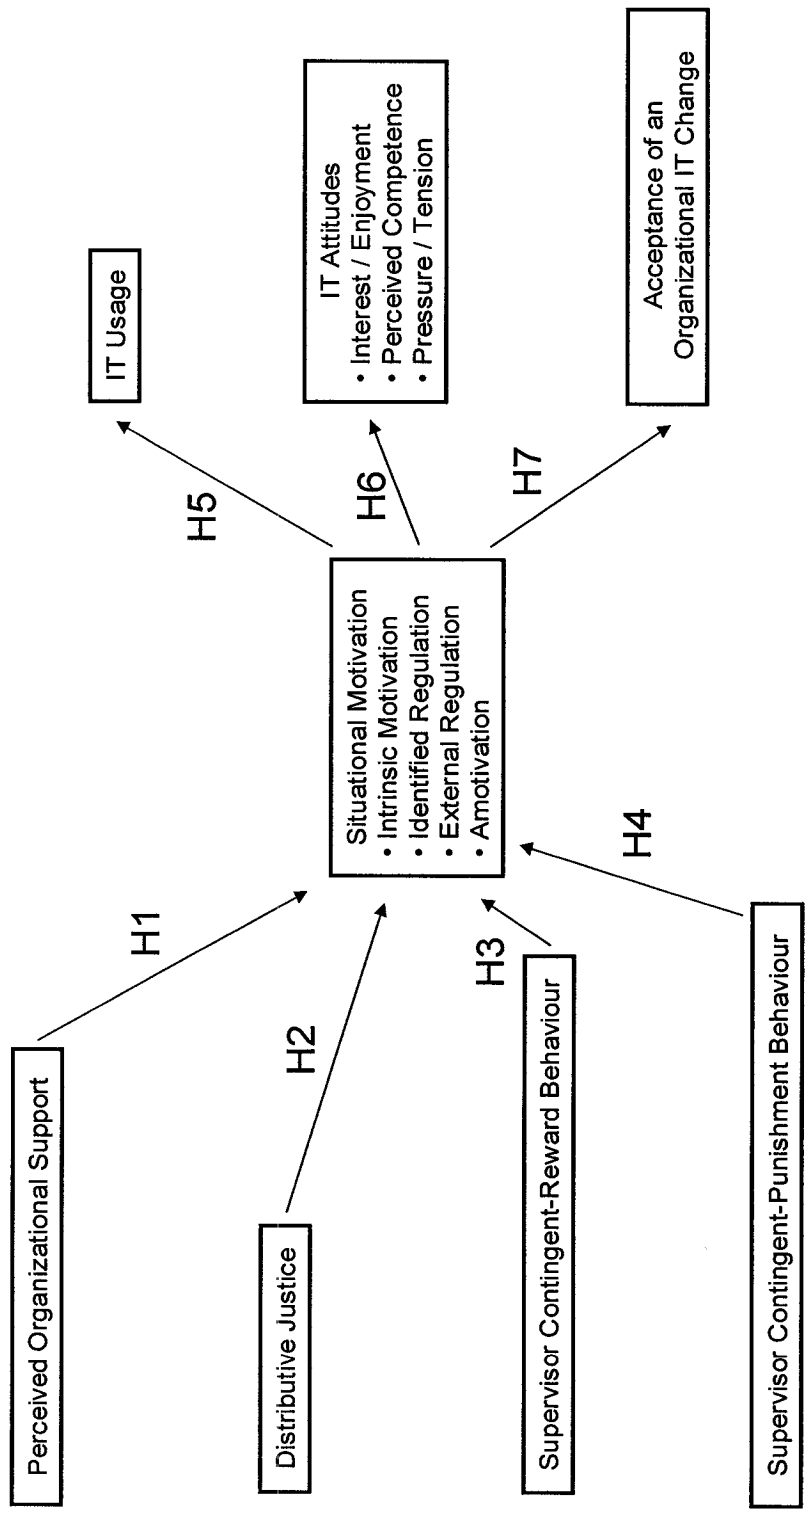 Perceived Organizational Support
H1
Distributive Justice
H2
Supervisor Contingent-Reward Behaviour
H3
Supervisor Contingent-Punishment Behaviour
H4
Situational Motivation
• Intrinsic Motivation
• Identified Regulation
• External Regulation
• Amotivation
H5
IT Usage
H6
IT Attitudes
• Interest / Enjoyment
• Perceived Competence
• Pressure / Tension
H7
Acceptance of an
Organizational IT Change